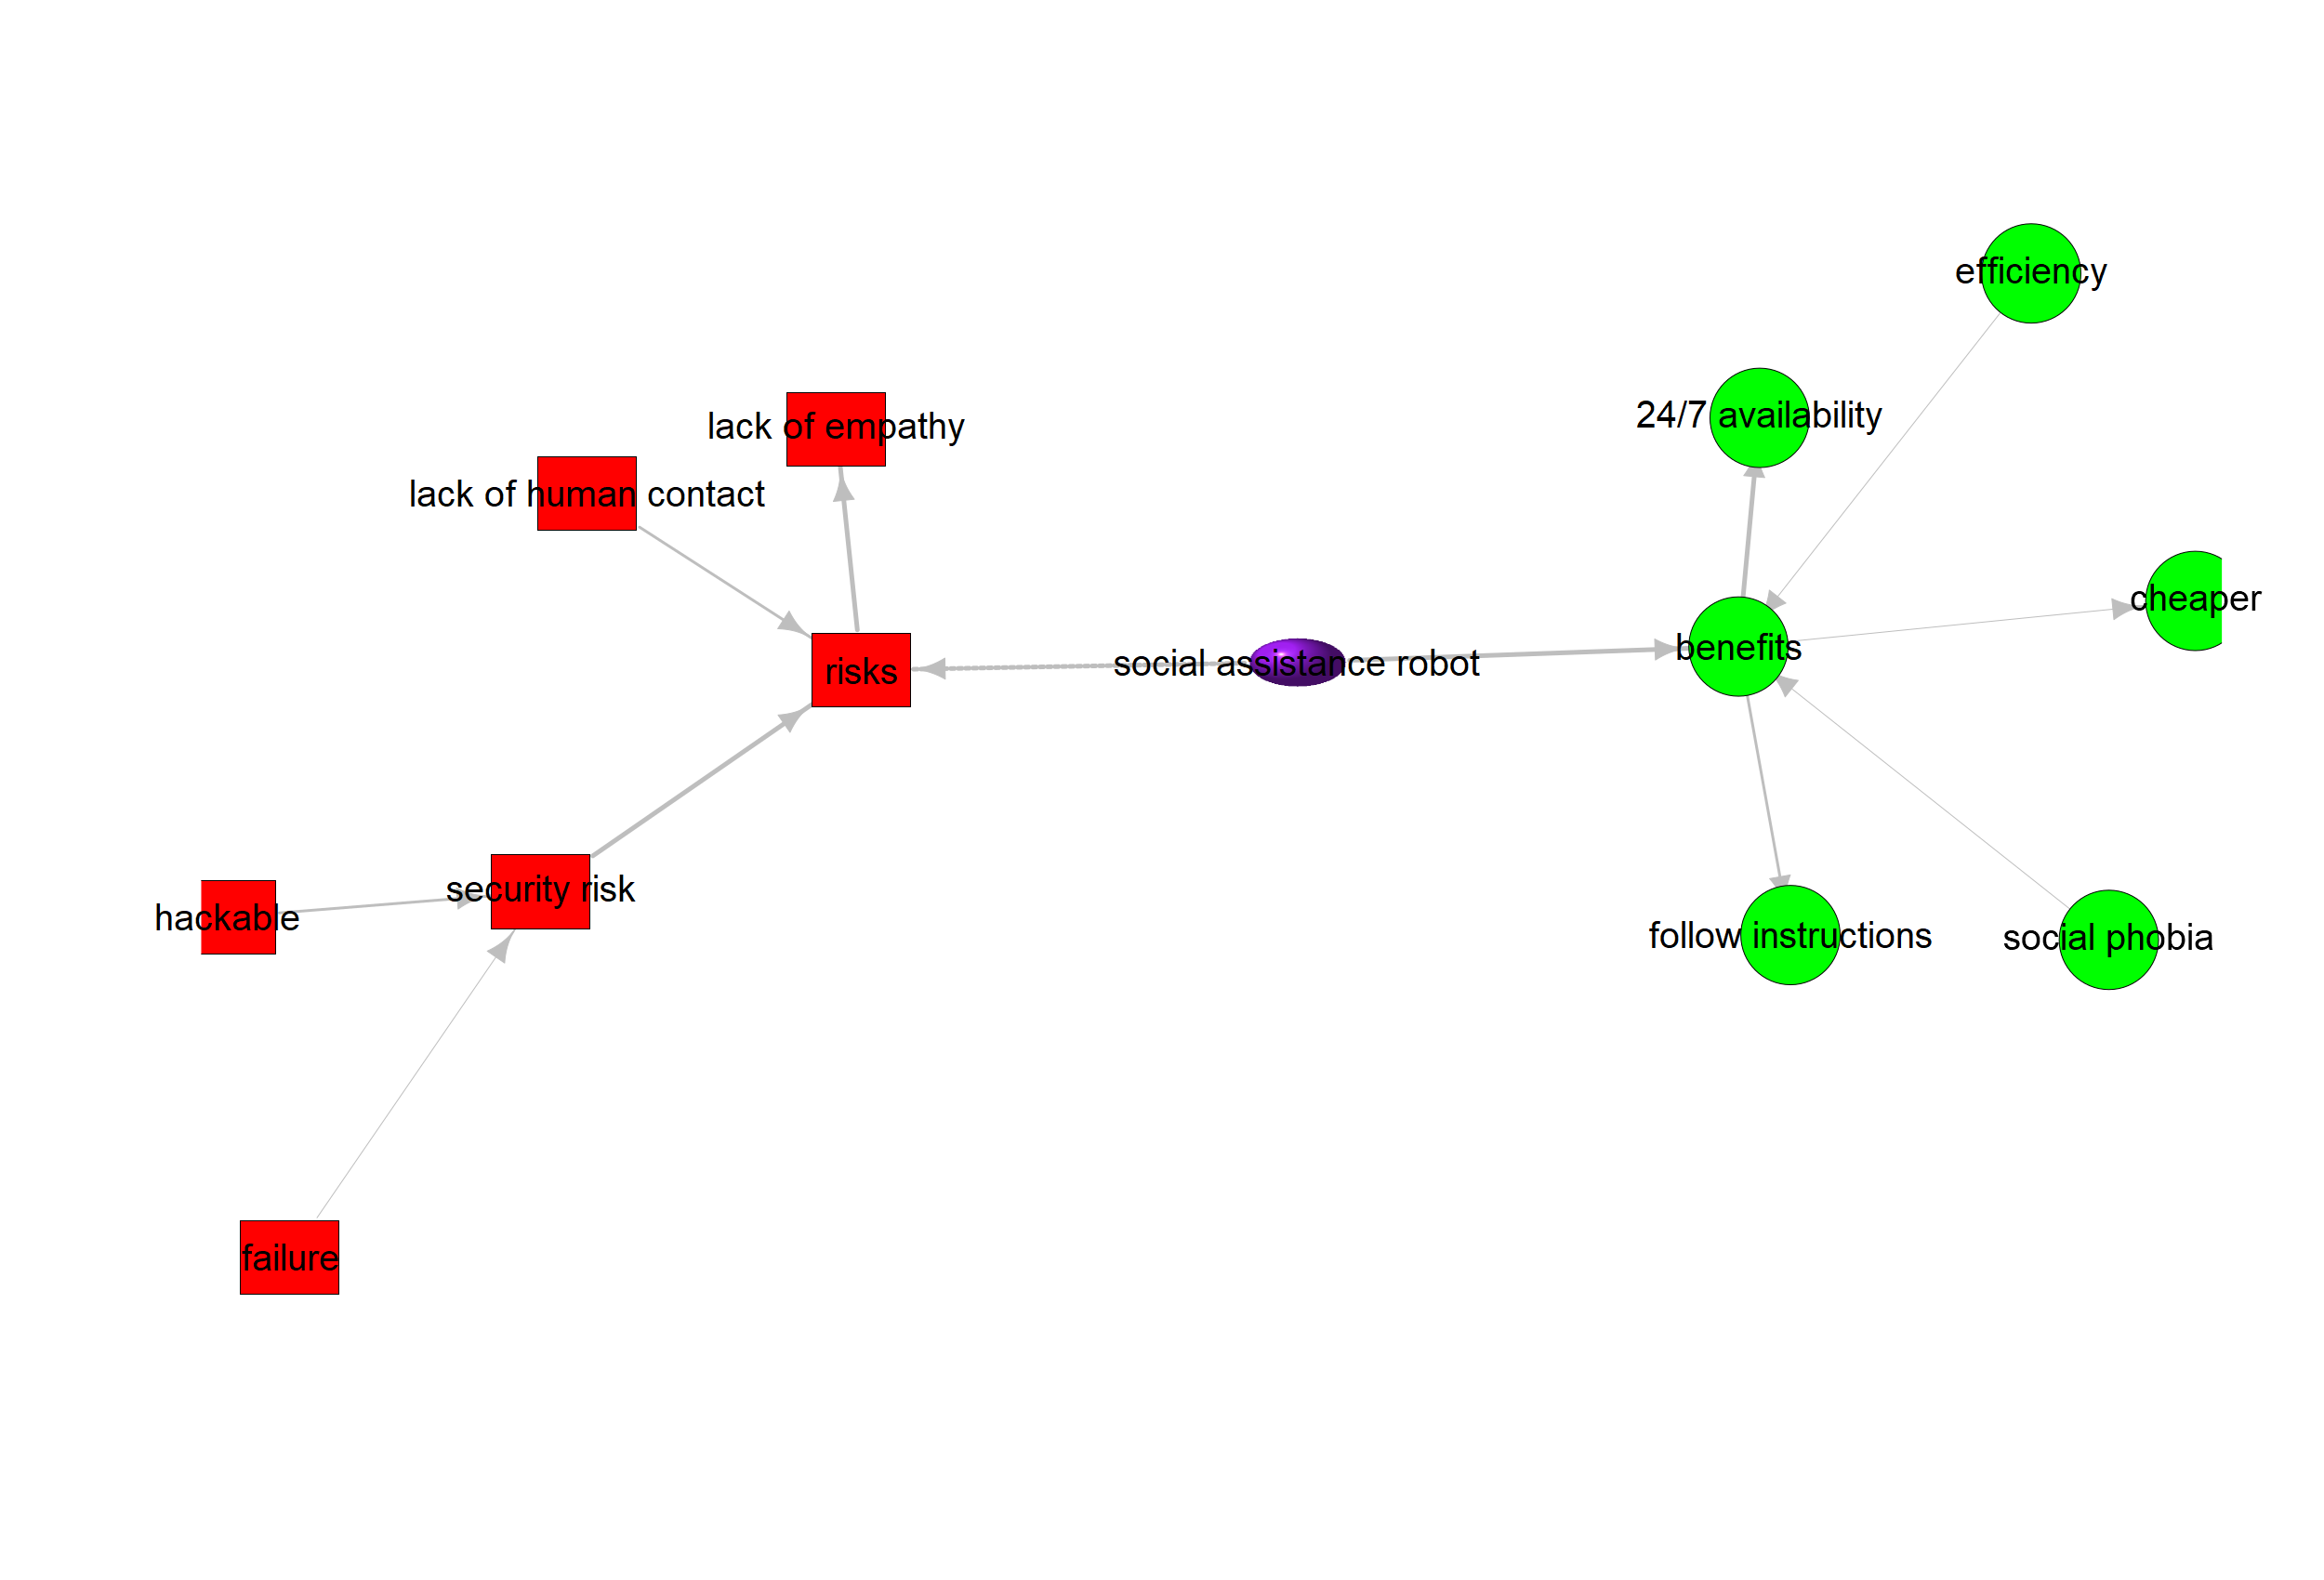 efficiency
24/7 availability
lack of empathy
lack of human contact
cheaper
benefits
social assistance robot
risks
security risk
hackable
follow instructions
social phobia
failure